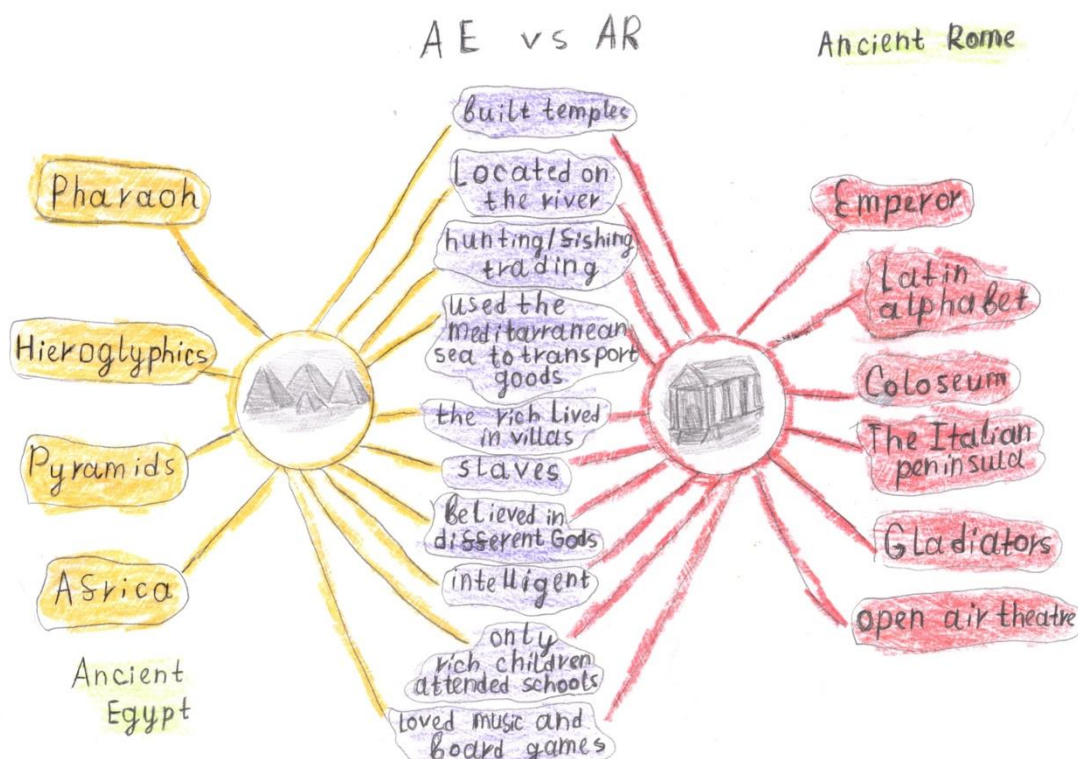 AE vs AR
Ancient Rome
built temples
Located on
the river
hunting/fishing
trading
used the
meditarranean
sea to transport
goods
the rich lived
in villas
slaves
Believed in
different Gods
intelligent
only
rich children
attended schools
Loved music and
board games
Pharaoh
Hieroglyphics
Pyramids
Africa
Ancient
Egypt
Emperor
Latin
alphabet
Coloseum
The Italian
peninsula
Gladiators
open air theatre